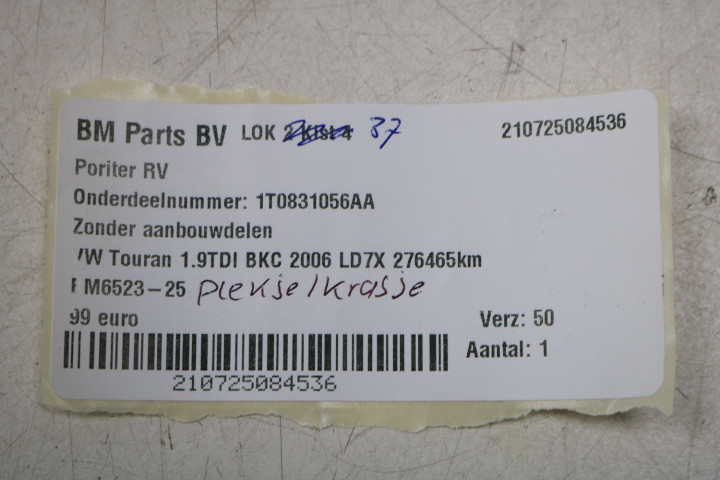 BM Parts BV LOK 37 210725084536
Poriter RV
Onderdeelnummer: 1T0831056AA
Zonder aanbouwdelen
VW Touran 1.9TDI BKC 2006 LD7X 276465km
M6523-25 plekje/krasje
99 euro Verz: 50
Aantal: 1
210725084536